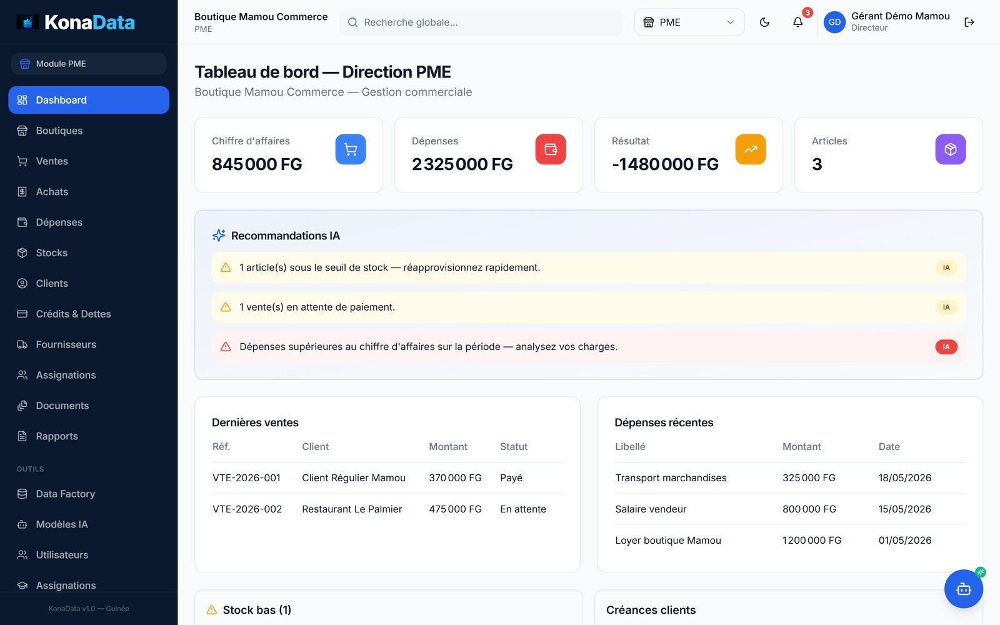 KonaData
Module PME
Dashboard
Boutiques
Ventes
Achats
Dépenses
Stocks
Clients
Crédits & Dettes
Fournisseurs
Assignations
Documents
Rapports
OUTILS
Data Factory
Modèles IA
Utilisateurs
Assignations
KonaData v1.0 — Guinée
Boutique Mamou Commerce
PME
Recherche globale...
PME
3
GD
Gérant Démo Mamou
Directeur
Tableau de bord — Direction PME
Boutique Mamou Commerce — Gestion commerciale
Chiffre d'affaires
845 000 FG
Dépenses
2 325 000 FG
Résultat
-1 480 000 FG
Articles
3
Recommandations IA
1 article(s) sous le seuil de stock — réapprovisionnez rapidement. IA
1 vente(s) en attente de paiement. IA
Dépenses supérieures au chiffre d'affaires sur la période — analysez vos charges. IA
Dernières ventes
Réf. Client Montant Statut
VTE-2026-001 Client Régulier Mamou 370 000 FG Payé
VTE-2026-002 Restaurant Le Palmier 475 000 FG En attente
Dépenses récentes
Libellé Montant Date
Transport marchandises 325 000 FG 18/05/2026
Salaire vendeur 800 000 FG 15/05/2026
Loyer boutique Mamou 1 200 000 FG 01/05/2026
Stock bas (1)
Créances clients